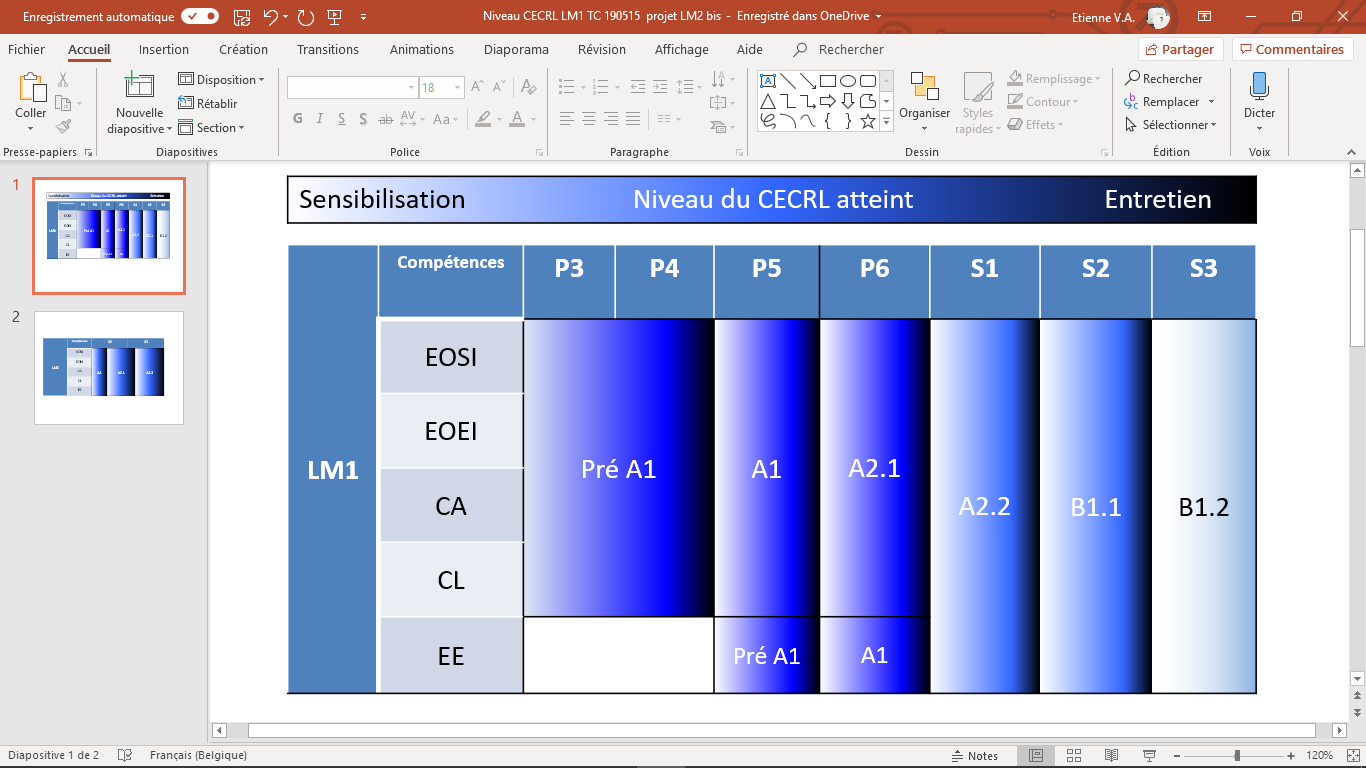 Enregistrement automatique
Niveau CECRL LM1 TC 190515 projet LM2 bis - Enregistré dans OneDrive
Etienne V.A.
Fichier Accueil Insertion Création Transitions Animations Diaporama Révision Affichage Aide Rechercher
Partager Commentaires
Coller
Nouvelle diapositive
Disposition
Rétablir
Section
18
G I S S ab AV Aa A
Organiser
Styles rapides
Remplissage
Contour
Effets
Rechercher
Remplacer
Sélectionner
Dicter
Presse-papiers Diapositives Police Paragraphe Dessin Édition Voix
1
2
Sensibilisation Niveau du CECRL atteint Entretien
Compétences P3 P4 P5 P6 S1 S2 S3
LM1
EOSI
EOEI
CA
CL
EE
Pré A1 A1 A2.1 A2.2 B1.1 B1.2
Pré A1 A1
Diapositive 1 de 2 Français (Belgique) Notes 120%